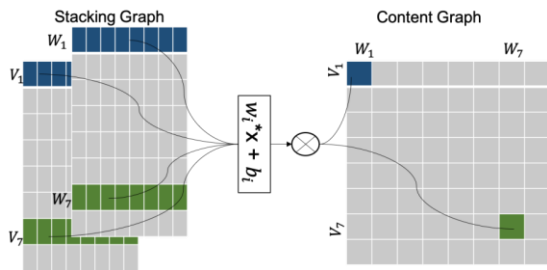 Stacking Graph
Content Graph
W₁
V₁
W₇
V₇
wᵢ*x + bᵢ
W₁
W₇
V₁
V₇